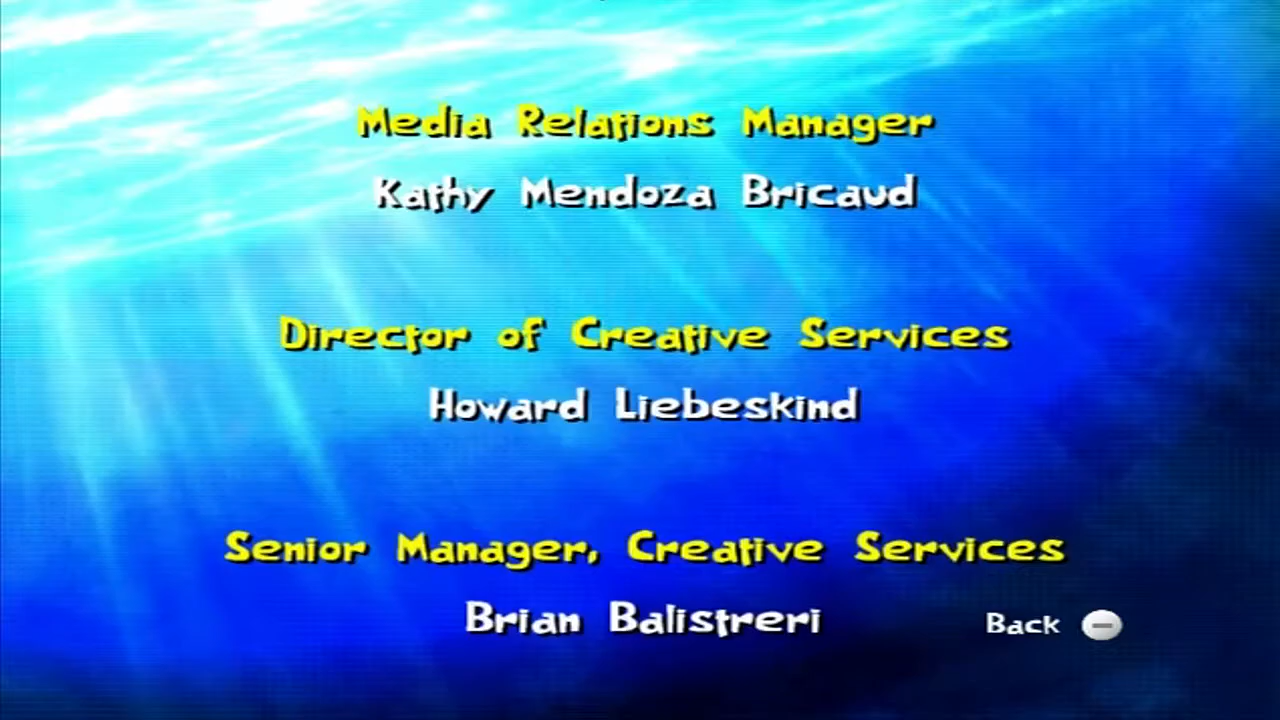 Media Relations Manager
Kathy Mendoza Bricaud
Director of Creative Services
Howard Liebeskind
Senior Manager, Creative Services
Brian Balistreri
Back